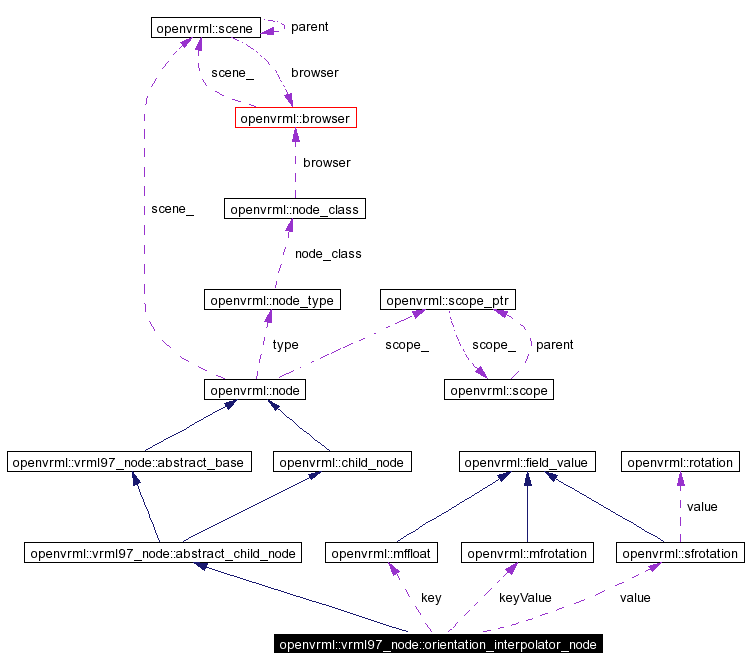 openvrml::scene
parent
scene_
browser
openvrml::browser
browser
scene_
openvrml::node_class
node_class
openvrml::node_type
openvrml::scope_ptr
type
scope_
scope_
parent
openvrml::node
openvrml::scope
openvrml::vrml97_node::abstract_base
openvrml::child_node
openvrml::field_value
openvrml::rotation
value
openvrml::vrml97_node::abstract_child_node
openvrml::mffloat
openvrml::mfrotation
openvrml::sfrotation
key
keyValue
value
openvrml::vrml97_node::orientation_interpolator_node